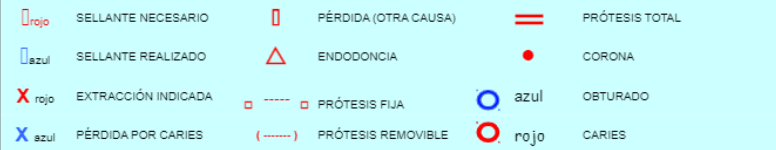 rojo SELLANTE NECESARIO PÉRDIDA (OTRA CAUSA) PRÓTESIS TOTAL
azul SELLANTE REALIZADO ENDODONCIA CORONA
X rojo EXTRACCIÓN INDICADA PRÓTESIS FIJA azul OBTURADO
X azul PÉRDIDA POR CARIES (-------) PRÓTESIS REMOVIBLE rojo CARIES